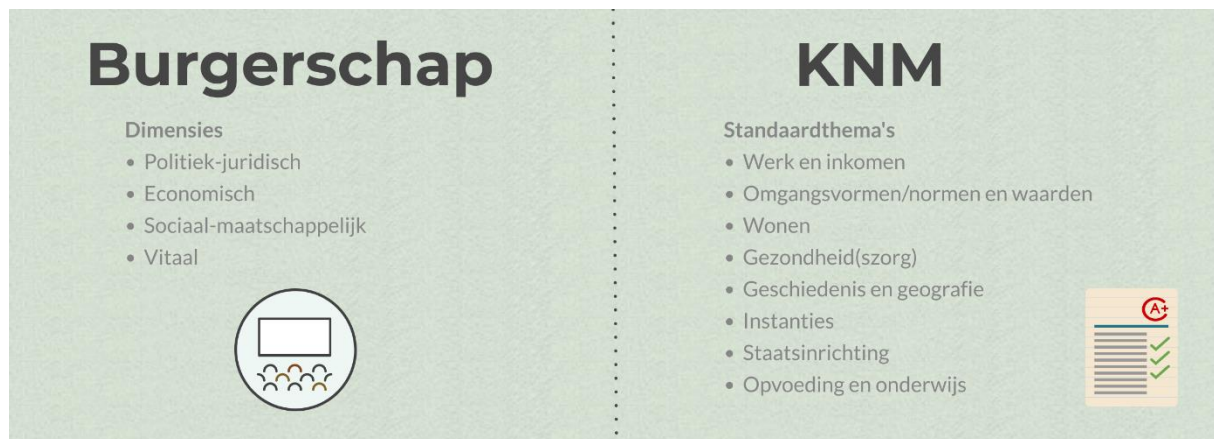 Burgerschap
Dimensies
• Politiek-juridisch
• Economisch
• Sociaal-maatschappelijk
• Vitaal
KNM
Standaardthema's
• Werk en inkomen
• Omgangsvormen/normen en waarden
• Wonen
• Gezondheid(szorg)
• Geschiedenis en geografie
• Instanties
• Staatsinrichting
• Opvoeding en onderwijs
A+